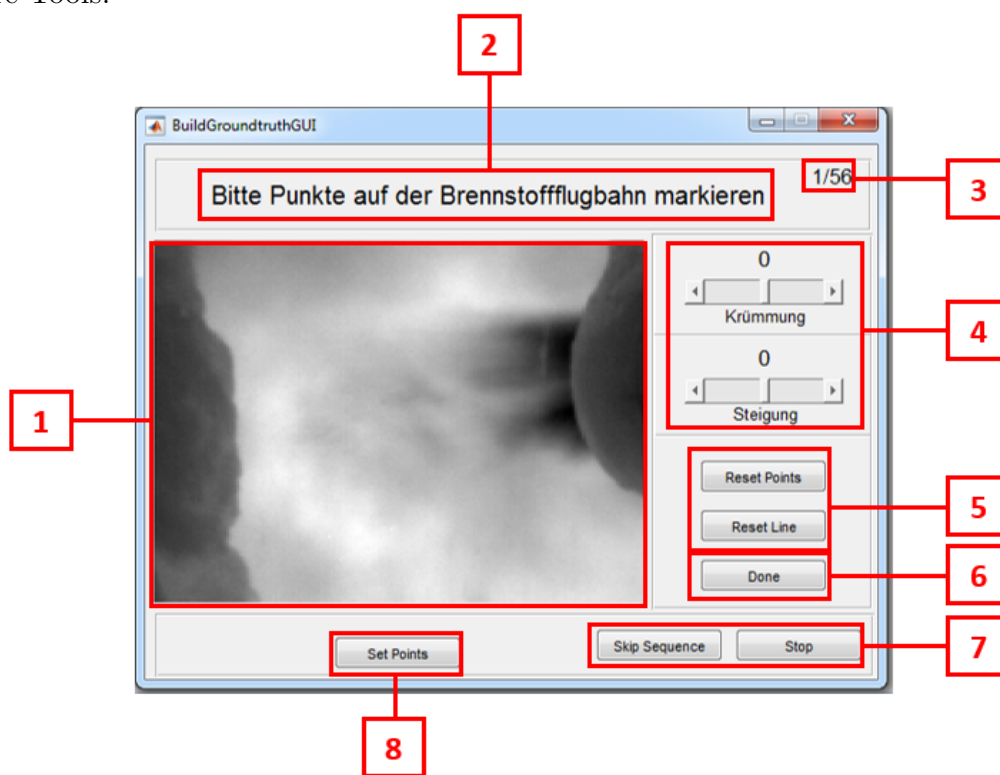 Tools.
2
BuildGroundtruthGUI
Bitte Punkte auf der Brennstoffflugbahn markieren
1/56
3
0
Krümmung
4
0
Steigung
1
Reset Points
5
Reset Line
Done
6
Skip Sequence
Stop
7
Set Points
8